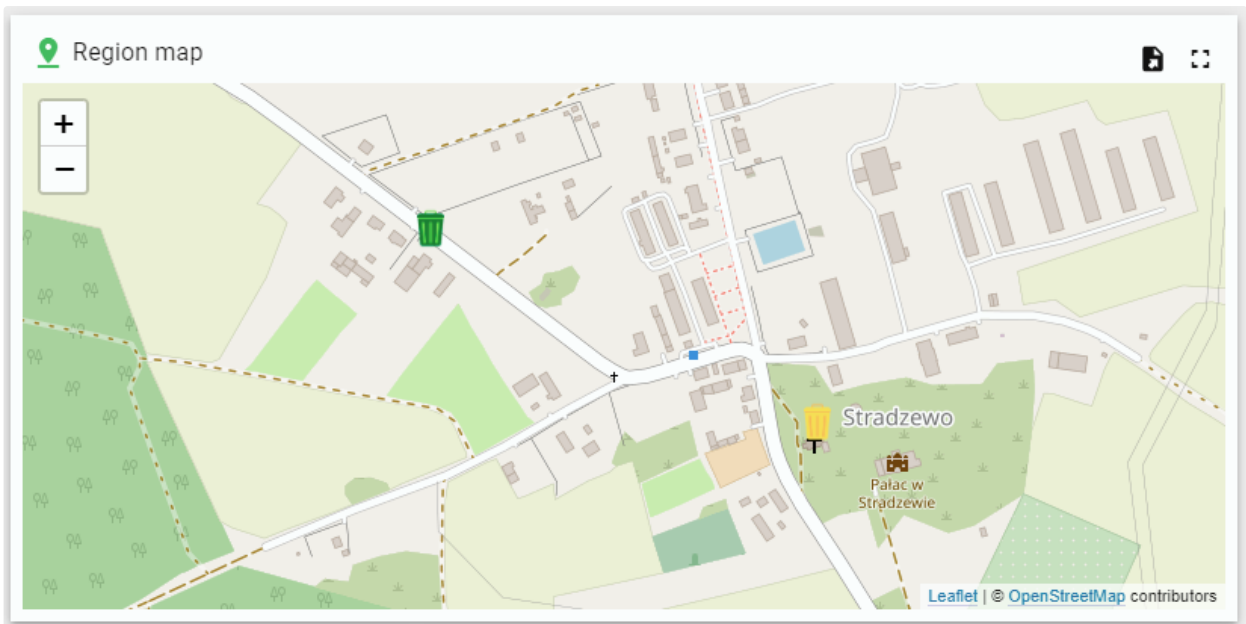 Region map
+
−
Stradzewo
Pałac w
Stradzewie
Leaflet | © OpenStreetMap contributors